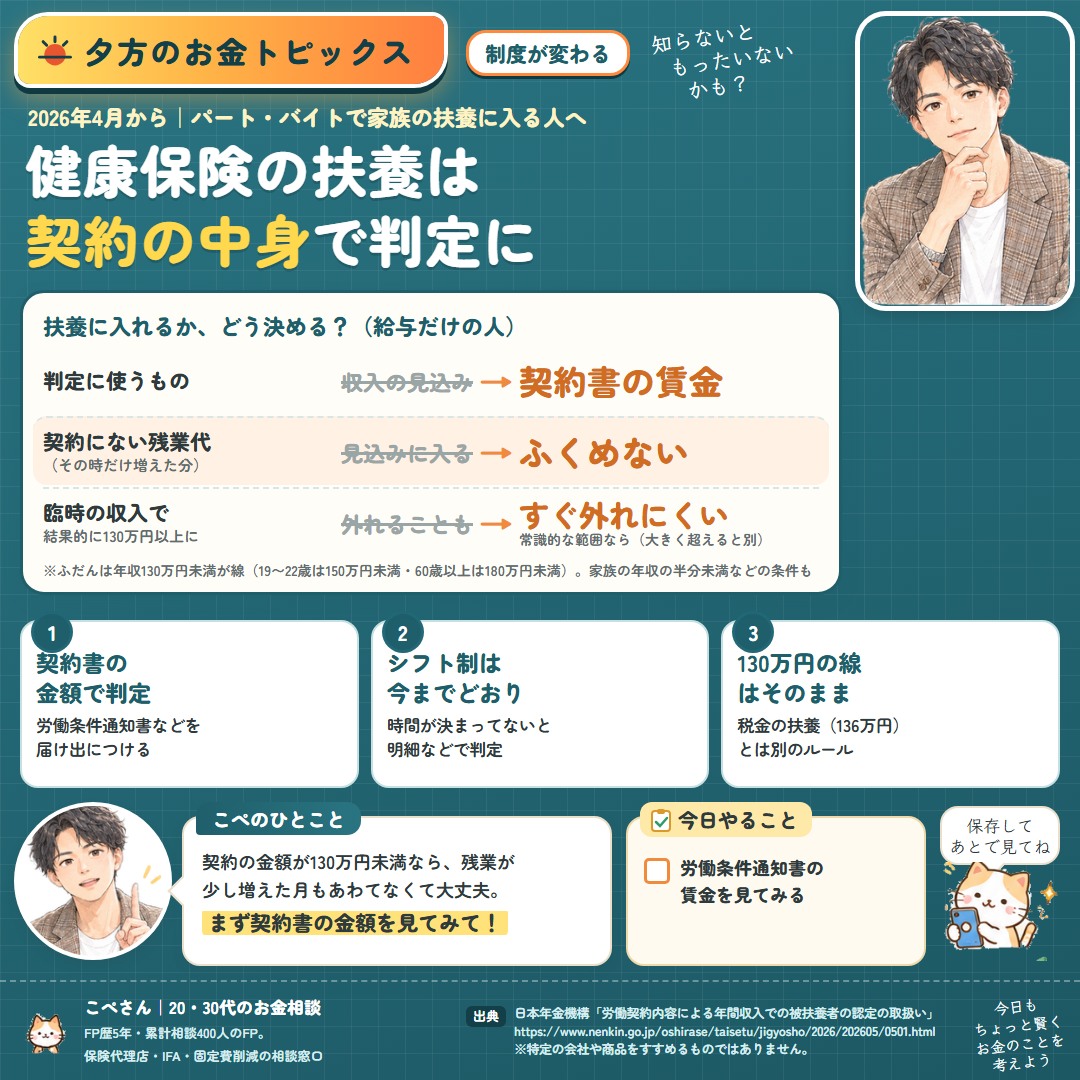 夕方のお金トピックス
制度が変わる
知らないと
もったいない
かも？
2026年4月から｜パート・バイトで家族の扶養に入る人へ
健康保険の扶養は
契約の中身で判定に
扶養に入れるか、どう決める？（給与だけの人）
判定に使うもの 収入の見込み → 契約書の賃金
契約にない残業代 見込みに入る → ふくめない
（その時だけ増えた分）
臨時の収入で 外れることも → すぐ外れにくい
結果的に130万円以上に 常識的な範囲なら（大きく超えると別）
※ふだんは年収130万円未満が線（19〜22歳は150万円未満・60歳以上は180万円未満）。家族の年収の半分未満などの条件も
1
契約書の
金額で判定
労働条件通知書などを
届け出につける
2
シフト制は
今までどおり
時間が決まってないと
明細などで判定
3
130万円の線
はそのまま
税金の扶養（136万円）
とは別のルール
こぺのひとこと
契約の金額が130万円未満なら、残業が
少し増えた月もあわてなくて大丈夫。
まず契約書の金額を見てみて！
今日やること
労働条件通知書の
賃金を見てみる
保存して
あとで見てね
こぺさん｜20・30代のお金相談
FP歴5年・累計相談400人のFP。
保険代理店・IFA・固定費削減の相談窓口
出典 日本年金機構「労働契約内容による年間収入での被扶養者の認定の取扱い」
https://www.nenkin.go.jp/oshirase/taisetu/jigyosho/2026/202605/0501.html
※特定の会社や商品をすすめるものではありません。
今日も
ちょっと賢く
お金のことを
考えよう